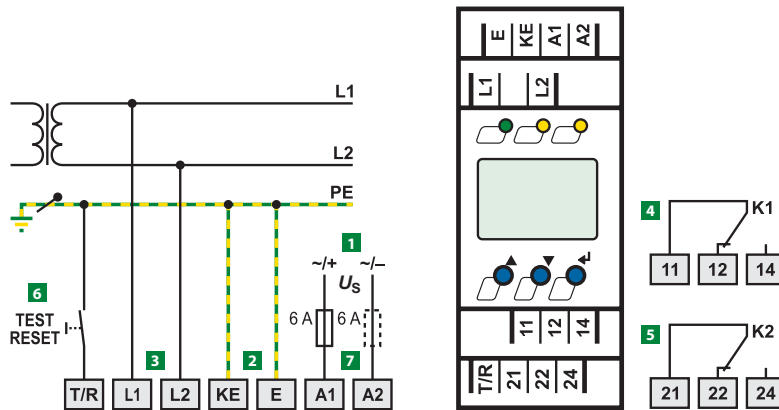 L1
L2
PE
1
~/+ ~/–
US
6 A 6 A
6
TEST
RESET
3 2 7
T/R L1 L2 KE E A1 A2
E KE A1 A2
L1 L2
▲ ▼ ↵
11 12 14
T/R 21 22 24
4
K1
11 12 14
5
K2
21 22 24